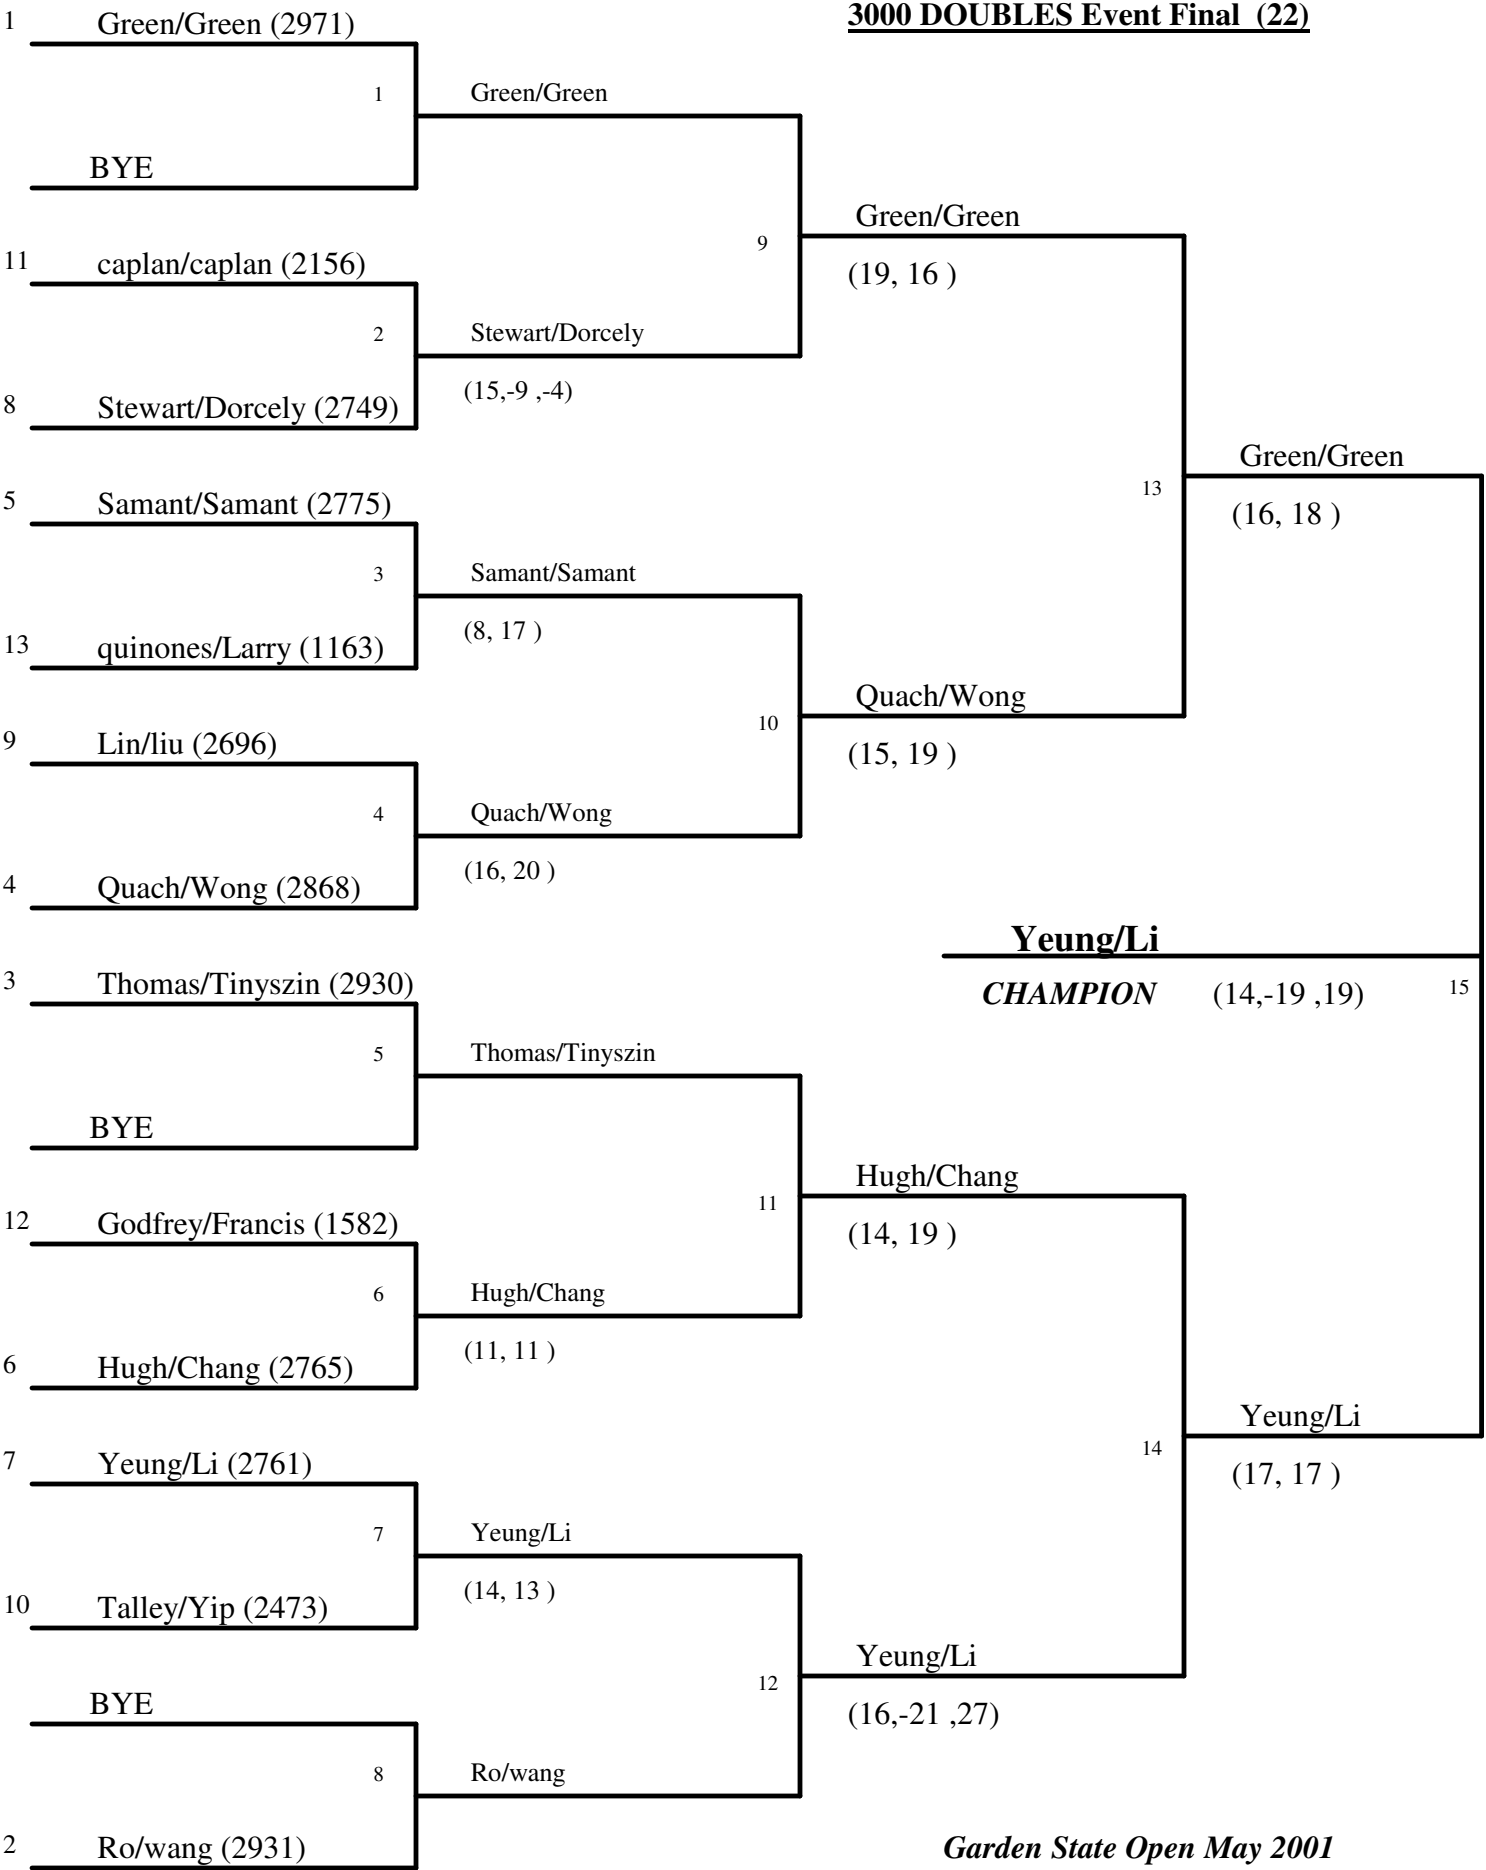 3000 DOUBLES Event Final (22)
1 Green/Green (2971)
1 Green/Green
BYE
Green/Green
9
11 caplan/caplan (2156)
(19, 16 )
2 Stewart/Dorcely
(15,-9 ,-4)
8 Stewart/Dorcely (2749)
Green/Green
13
5 Samant/Samant (2775)
(16, 18 )
3 Samant/Samant
(8, 17 )
13 quinones/Larry (1163)
Quach/Wong
10
9 Lin/liu (2696)
(15, 19 )
4 Quach/Wong
(16, 20 )
4 Quach/Wong (2868)
Yeung/Li
3 Thomas/Tinyszin (2930)
CHAMPION (14,-19 ,19) 15
5 Thomas/Tinyszin
BYE
Hugh/Chang
11
12 Godfrey/Francis (1582)
(14, 19 )
6 Hugh/Chang
(11, 11 )
6 Hugh/Chang (2765)
Yeung/Li
14
7 Yeung/Li (2761)
(17, 17 )
7 Yeung/Li
(14, 13 )
10 Talley/Yip (2473)
Yeung/Li
12
BYE
(16,-21 ,27)
8 Ro/wang
2 Ro/wang (2931)
Garden State Open May 2001